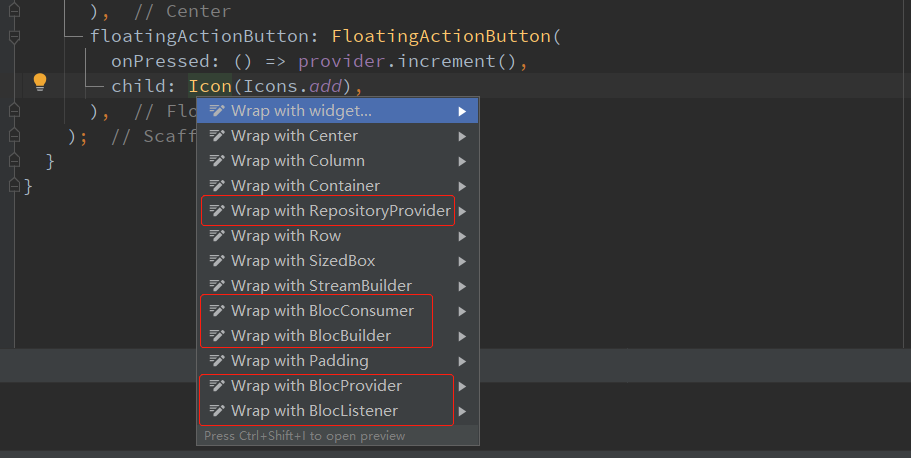 ),  // Center
floatingActionButton: FloatingActionButton(
onPressed: () => provider.increment(),
child: Icon(Icons.add),
),  // Flo
);  // Scaff
}
}
Wrap with widget...
Wrap with Center
Wrap with Column
Wrap with Container
Wrap with RepositoryProvider
Wrap with Row
Wrap with SizedBox
Wrap with StreamBuilder
Wrap with BlocConsumer
Wrap with BlocBuilder
Wrap with Padding
Wrap with BlocProvider
Wrap with BlocListener
Press Ctrl+Shift+I to open preview